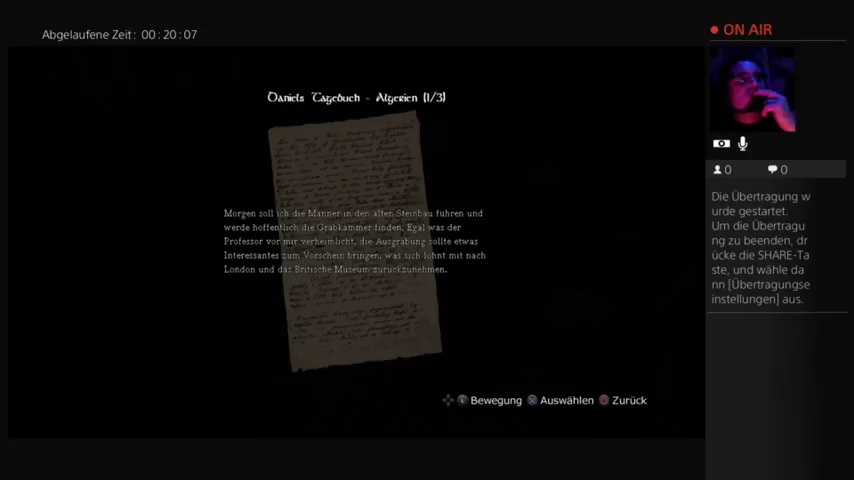 Abgelaufene Zeit: 00:20:07
ON AIR
Daniels Tagebuch - Algerien (1/3)
Morgen soll ich die Männer in den alten Steinbau führen und
werde hoffentlich die Grabkammer finden. Egal was der
Professor vor mir verheimlicht, die Ausgrabung sollte etwas
Interessantes zum Vorschein bringen, was sich lohnt mit nach
London und das Britische Museum zurückzunehmen.
Bewegung Auswählen Zurück
0 0
Die Übertragung w
urde gestartet.
Um die Übertragu
ng zu beenden, dr
ücke die SHARE-Ta
ste, und wähle da
nn [Übertragungse
instellungen] aus.